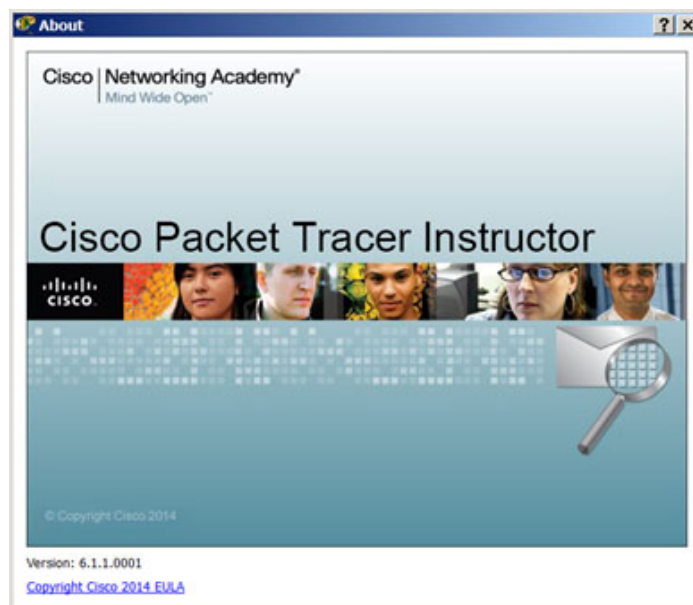 About
Cisco Networking Academy®
Mind Wide Open™
Cisco Packet Tracer Instructor
cisco.
© Copyright Cisco 2014
Version: 6.1.1.0001
Copyright Cisco 2014 EULA